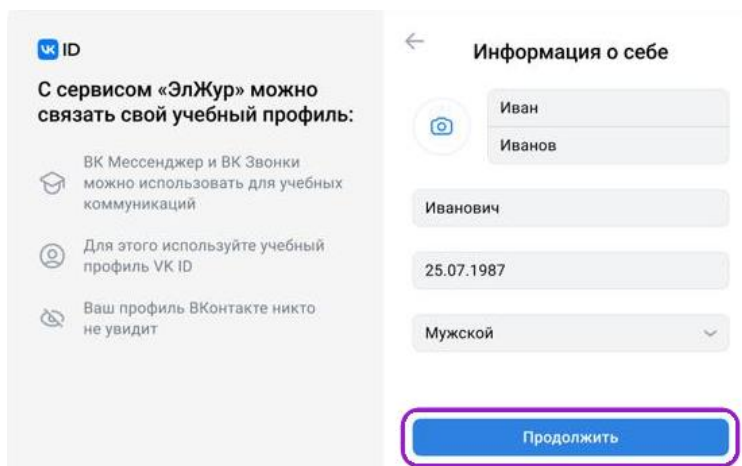 VK ID
С сервисом «ЭлЖур» можно
связать свой учебный профиль:
ВК Мессенджер и ВК Звонки
можно использовать для учебных
коммуникаций
Для этого используйте учебный
профиль VK ID
Ваш профиль ВКонтакте никто
не увидит
Информация о себе
Иван
Иванов
Иванович
25.07.1987
Мужской
Продолжить